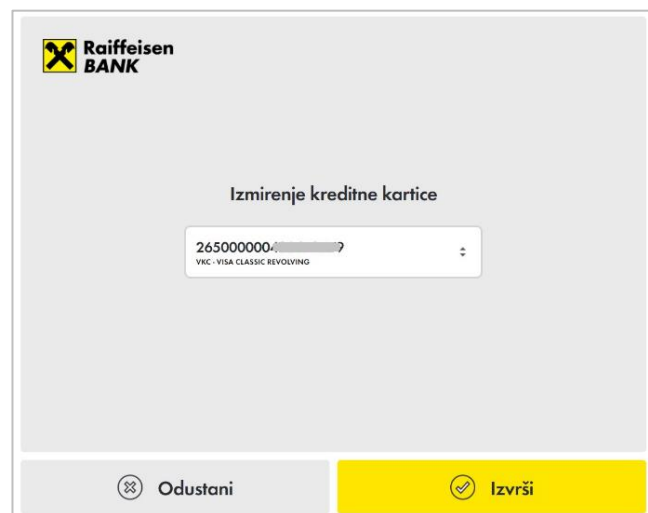 Raiffeisen
BANK
Izmirenje kreditne kartice
VKC - VISA CLASSIC REVOLVING
Odustani
Izvrši